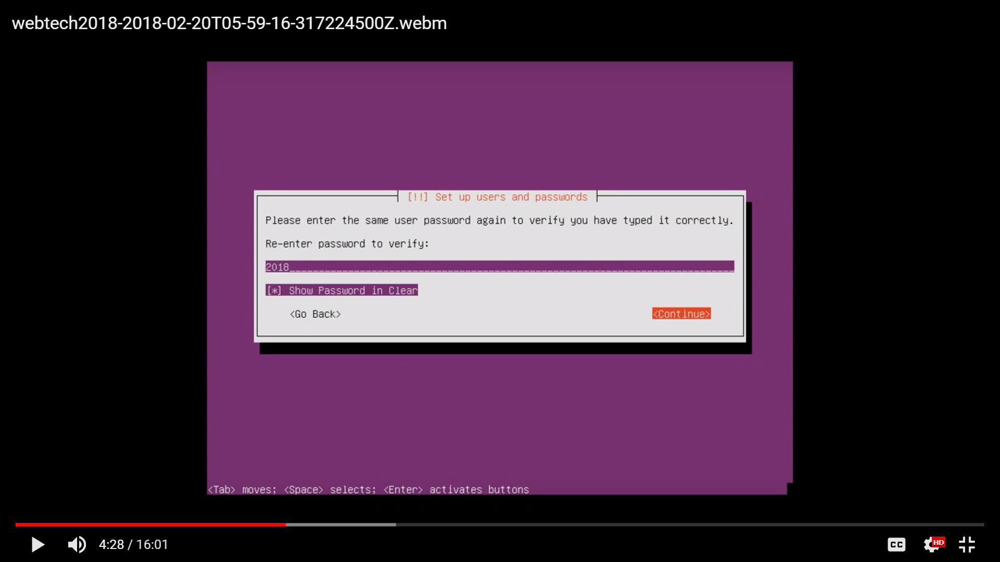 webtech2018-2018-02-20T05-59-16-317224500Z.webm
[!!] Set up users and passwords
Please enter the same user password again to verify you have typed it correctly.
Re-enter password to verify:
2018
[*] Show Password in Clear
<Go Back> <Continue>
<Tab> moves; <Space> selects; <Enter> activates buttons
4:28 / 16:01 CC HD